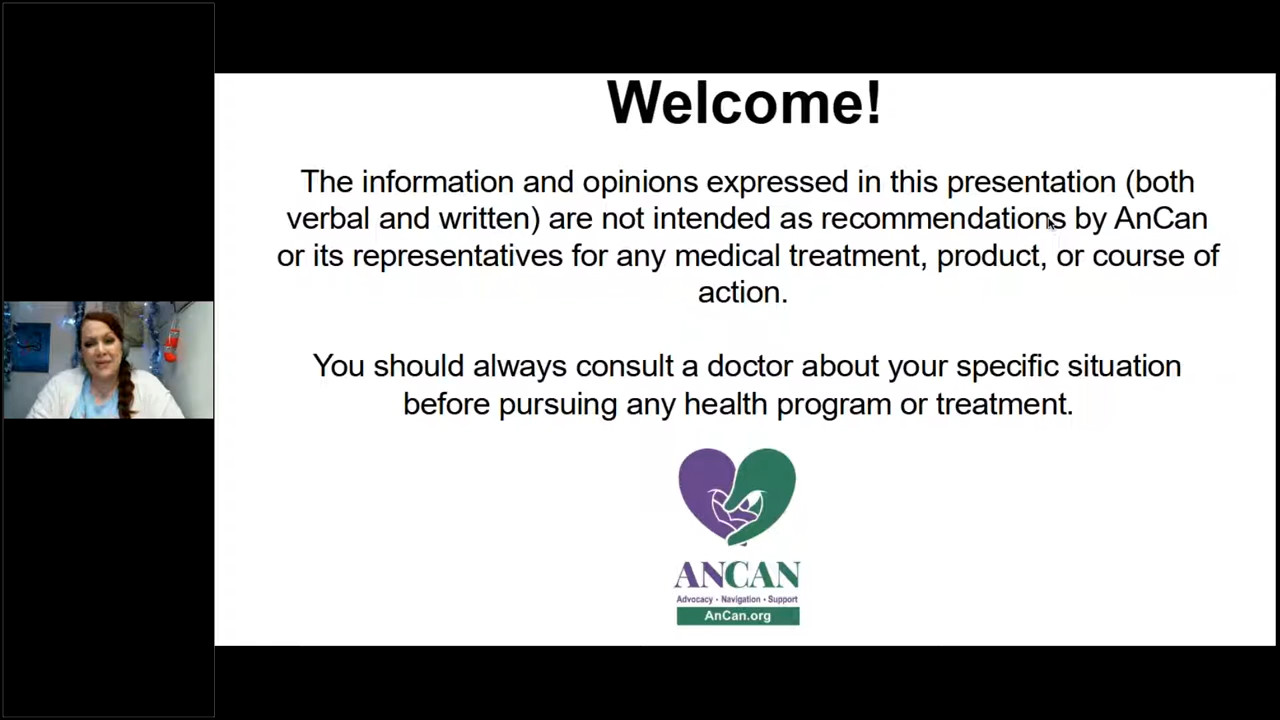 Welcome!
The information and opinions expressed in this presentation (both
verbal and written) are not intended as recommendations by AnCan
or its representatives for any medical treatment, product, or course of
action.
You should always consult a doctor about your specific situation
before pursuing any health program or treatment.
ANCAN
Advocacy • Navigation • Support
AnCan.org